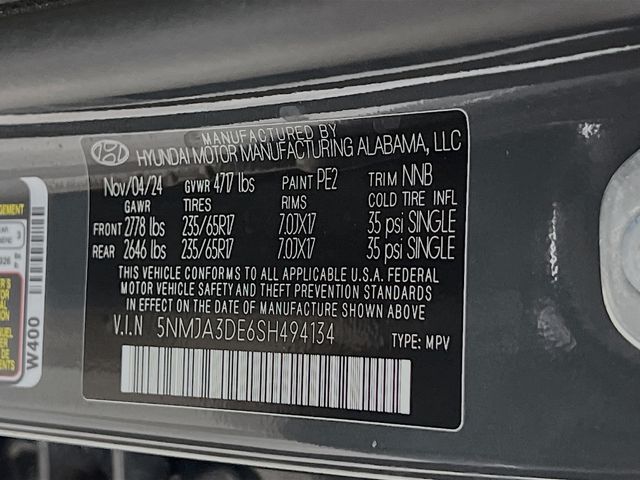 MANUFACTURED BY
HYUNDAI MOTOR MANUFACTURING ALABAMA, LLC
Nov/04/24 GVWR 4717 lbs PAINT PE2 TRIM NNB
GAWR TIRES RIMS COLD TIRE INFL
FRONT 2778 lbs 235/65R17 7.0JX17 35 psi SINGLE
REAR 2646 lbs 235/65R17 7.0JX17 35 psi SINGLE
THIS VEHICLE CONFORMS TO ALL APPLICABLE U.S.A. FEDERAL
MOTOR VEHICLE SAFETY AND THEFT PREVENTION STANDARDS
IN EFFECT ON THE DATE OF MANUFACTURE SHOWN ABOVE
V.I.N 5NMJA3DE6SH494134 TYPE: MPV
W400